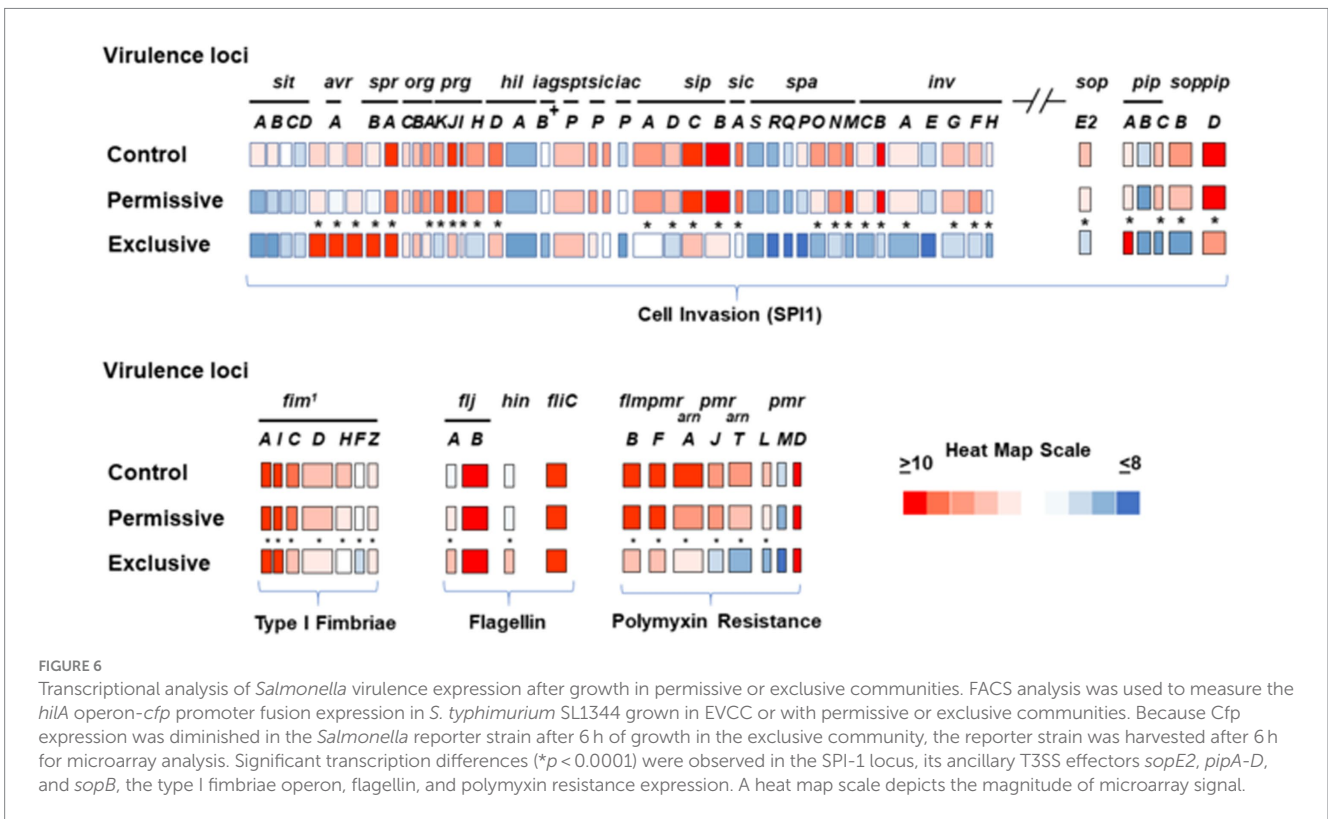 Virulence loci
sit avr spr org prg hil iag spt sic iac sip sic spa inv sop pip sop pip
+
A B C D A B A C B A K J I H D A B P P P A D C B A S R Q P O N M C B A E G F H E2 A B C B D
Control
Permissive
* * * * * * * * * * * * * * * * * * * * * * * * * * * * * *
Exclusive
Cell Invasion (SPI1)
Virulence loci
fim¹ flj hin fliC flmpmr pmr pmr
arn arn
A I C D H F Z A B B F A J T L M D
Control
Permissive
* * * * * * * * * * * * * * *
Exclusive
Type I Fimbriae Flagellin Polymyxin Resistance
≥10 Heat Map Scale ≤8
FIGURE 6
Transcriptional analysis of Salmonella virulence expression after growth in permissive or exclusive communities. FACS analysis was used to measure the
hilA operon-cfp promoter fusion expression in S. typhimurium SL1344 grown in EVCC or with permissive or exclusive communities. Because Cfp
expression was diminished in the Salmonella reporter strain after 6 h of growth in the exclusive community, the reporter strain was harvested after 6 h
for microarray analysis. Significant transcription differences (*p < 0.0001) were observed in the SPI-1 locus, its ancillary T3SS effectors sopE2, pipA-D,
and sopB, the type I fimbriae operon, flagellin, and polymyxin resistance expression. A heat map scale depicts the magnitude of microarray signal.